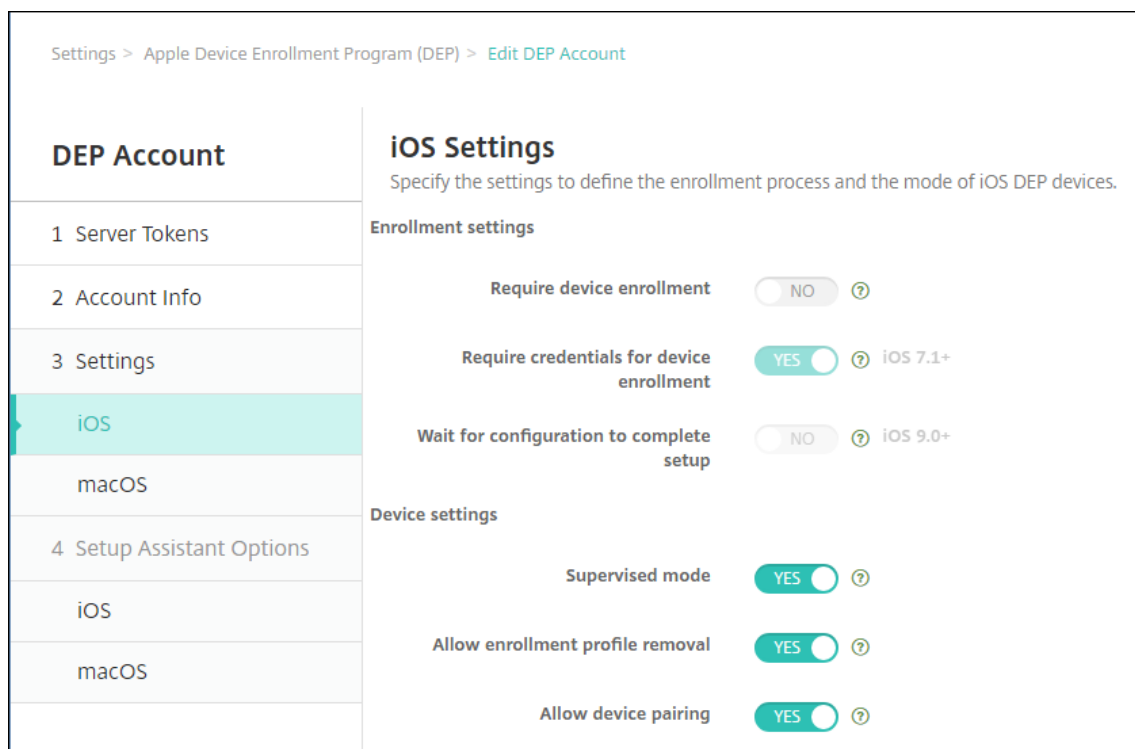 Settings > Apple Device Enrollment Program (DEP) > Edit DEP Account
DEP Account
1 Server Tokens
2 Account Info
3 Settings
iOS
macOS
4 Setup Assistant Options
iOS
macOS
iOS Settings
Specify the settings to define the enrollment process and the mode of iOS DEP devices.
Enrollment settings
Require device enrollment NO ?
Require credentials for device YES ? iOS 7.1+
enrollment
Wait for configuration to complete NO ? iOS 9.0+
setup
Device settings
Supervised mode YES ?
Allow enrollment profile removal YES ?
Allow device pairing YES ?